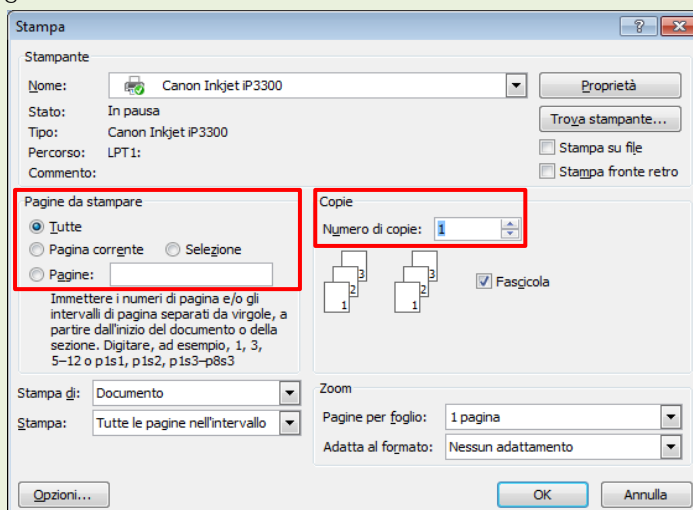 Stampa
Stampante
Nome: Canon Inkjet iP3300 Proprietà
Stato: In pausa Trova stampante...
Tipo: Canon Inkjet iP3300
Percorso: LPT1: Stampa su file
Commento: Stampa fronte retro
Pagine da stampare
Tutte
Pagina corrente Selezione
Pagine:
Immettere i numeri di pagina e/o gli
intervalli di pagina separati da virgole, a
partire dall'inizio del documento o della
sezione. Digitare, ad esempio, 1, 3,
5–12 o p1s1, p1s2, p1s3–p8s3
Copie
Numero di copie: 1
3 3
2 2
1 1
Fascicola
Stampa di: Documento
Stampa: Tutte le pagine nell'intervallo
Zoom
Pagine per foglio: 1 pagina
Adatta al formato: Nessun adattamento
Opzioni... OK Annulla